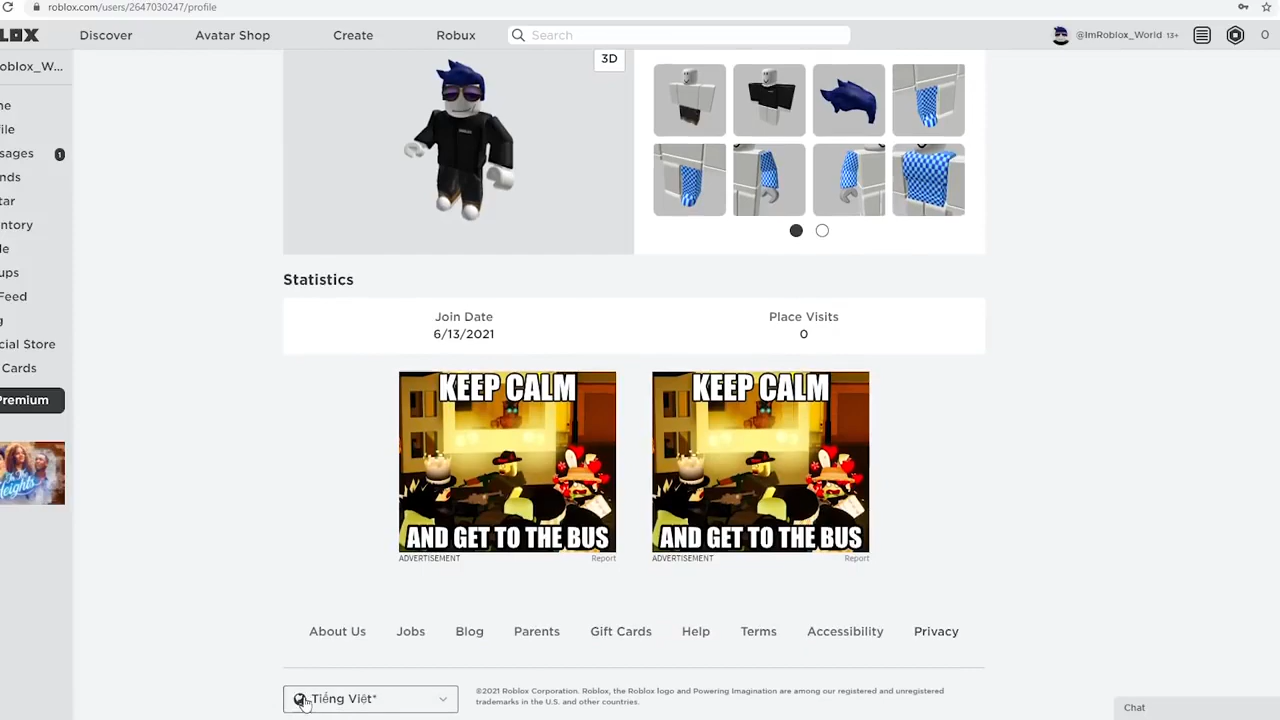 roblox.com/users/2647030247/profile
LOX
Discover
Avatar Shop
Create
Robux
Search
@ImRoblox_World 13+
0
oblox_W...
me
file
sages 1
nds
tar
ntory
de
ups
Feed
g
cial Store
Cards
Premium
Heights
3D
Statistics
Join Date
6/13/2021
Place Visits
0
KEEP CALM
AND GET TO THE BUS
ADVERTISEMENT
Report
KEEP CALM
AND GET TO THE BUS
ADVERTISEMENT
Report
About Us
Jobs
Blog
Parents
Gift Cards
Help
Terms
Accessibility
Privacy
Tiếng Việt*
©2021 Roblox Corporation. Roblox, the Roblox logo and Powering Imagination are among our registered and unregistered
trademarks in the U.S. and other countries.
Chat